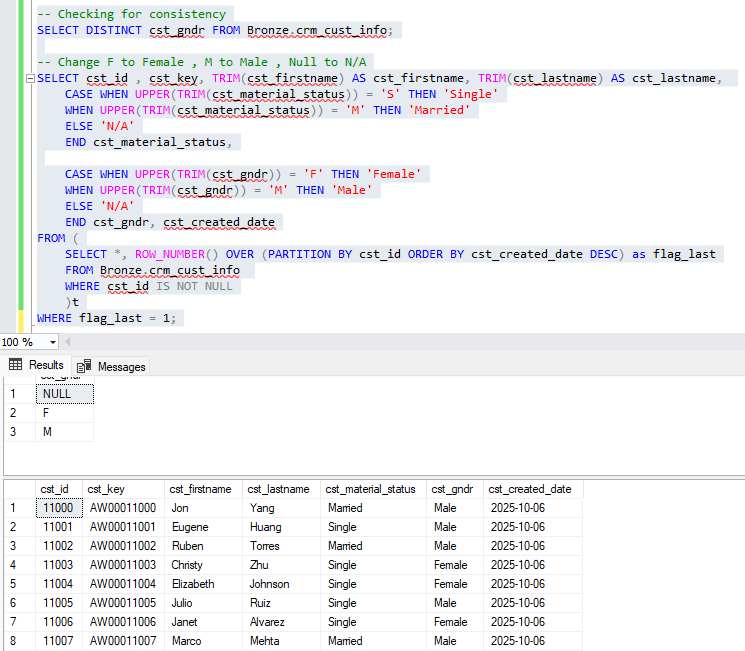 -- Checking for consistency
SELECT DISTINCT cst_gndr FROM Bronze.crm_cust_info;
-- Change F to Female , M to Male , Null to N/A
SELECT cst_id , cst_key, TRIM(cst_firstname) AS cst_firstname, TRIM(cst_lastname) AS cst_lastname,
CASE WHEN UPPER(TRIM(cst_material_status)) = 'S' THEN 'Single'
WHEN UPPER(TRIM(cst_material_status)) = 'M' THEN 'Married'
ELSE 'N/A'
END cst_material_status,
CASE WHEN UPPER(TRIM(cst_gndr)) = 'F' THEN 'Female'
WHEN UPPER(TRIM(cst_gndr)) = 'M' THEN 'Male'
ELSE 'N/A'
END cst_gndr, cst_created_date
FROM (
SELECT *, ROW_NUMBER() OVER (PARTITION BY cst_id ORDER BY cst_created_date DESC) as flag_last
FROM Bronze.crm_cust_info
WHERE cst_id IS NOT NULL
)t
WHERE flag_last = 1;
100 %
Results Messages
1 NULL
2 F
3 M
cst_id cst_key cst_firstname cst_lastname cst_material_status cst_gndr cst_created_date
1 11000 AW00011000 Jon Yang Married Male 2025-10-06
2 11001 AW00011001 Eugene Huang Single Male 2025-10-06
3 11002 AW00011002 Ruben Torres Married Male 2025-10-06
4 11003 AW00011003 Christy Zhu Single Female 2025-10-06
5 11004 AW00011004 Elizabeth Johnson Single Female 2025-10-06
6 11005 AW00011005 Julio Ruiz Single Male 2025-10-06
7 11006 AW00011006 Janet Alvarez Single Female 2025-10-06
8 11007 AW00011007 Marco Mehta Married Male 2025-10-06